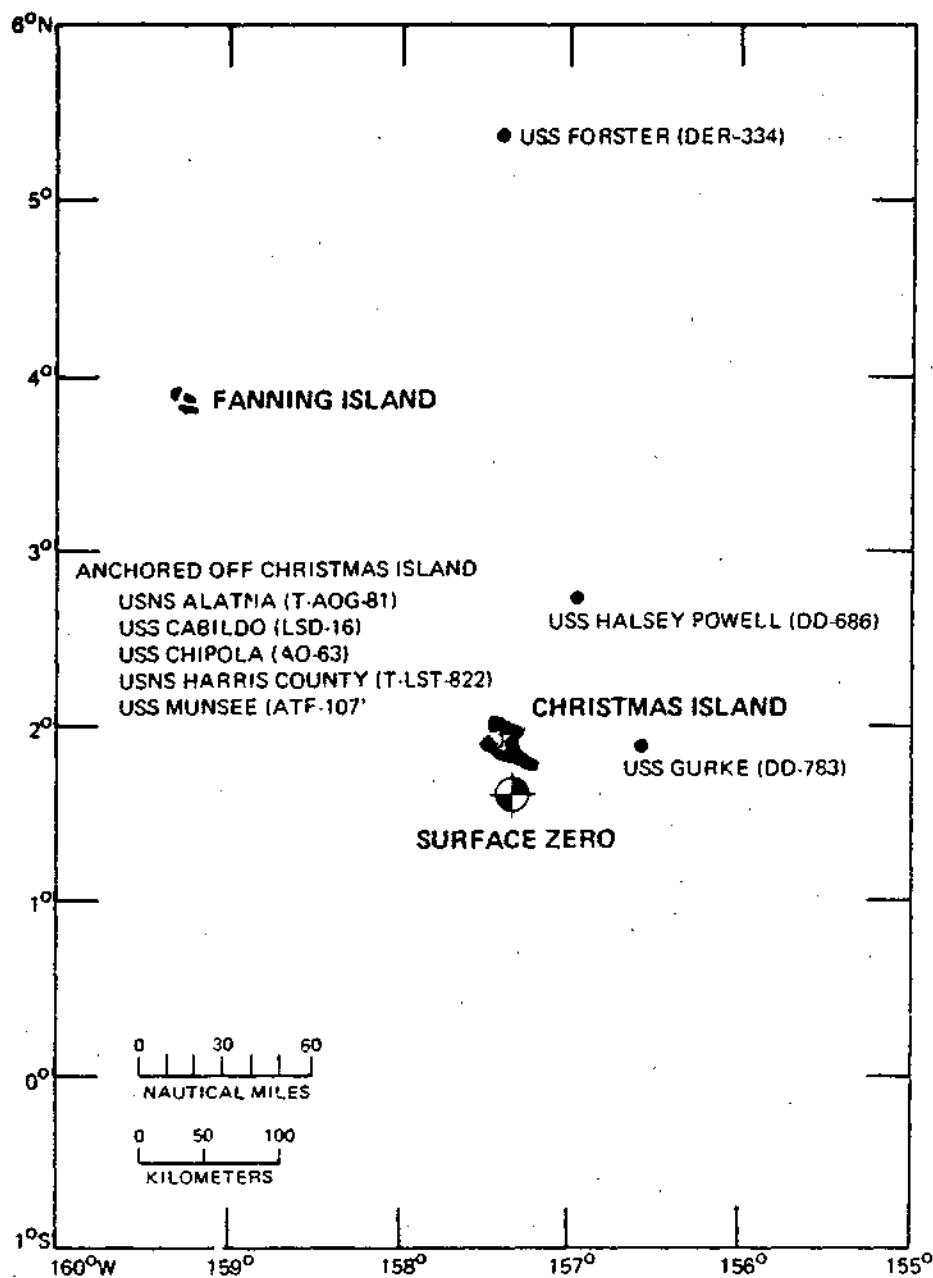 6°N
USS FORSTER (DER-334)
5°
4°
FANNING ISLAND
3°
ANCHORED OFF CHRISTMAS ISLAND
USNS ALATNA (T-AOG-81)
USS CABILDO (LSD-16)
USS CHIPOLA (AO-63)
USNS HARRIS COUNTY (T-LST-822)
USS MUNSEE (ATF-107'
USS HALSEY POWELL (DD-686)
CHRISTMAS ISLAND
2°
USS GURKE (DD-783)
SURFACE ZERO
1°
0 30 60
NAUTICAL MILES
0°
0 50 100
KILOMETERS
1°S
160°W 159° 158° 157° 156° 155°